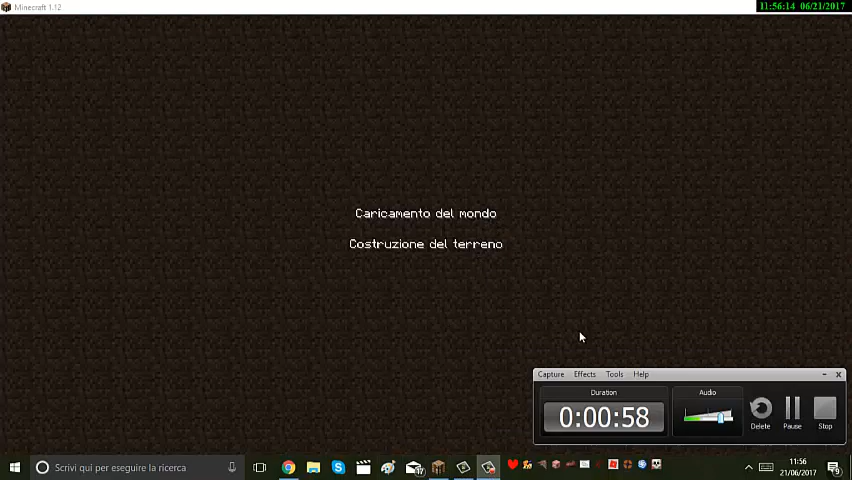 Minecraft 1.12
11:56:14 06/21/2017
Caricamento del mondo
Costruzione del terreno
Capture Effects Tools Help
Duration
Audio
0:00:58
Delete Pause Stop
Scrivi qui per eseguire la ricerca
17
11:56
21/06/2017
9